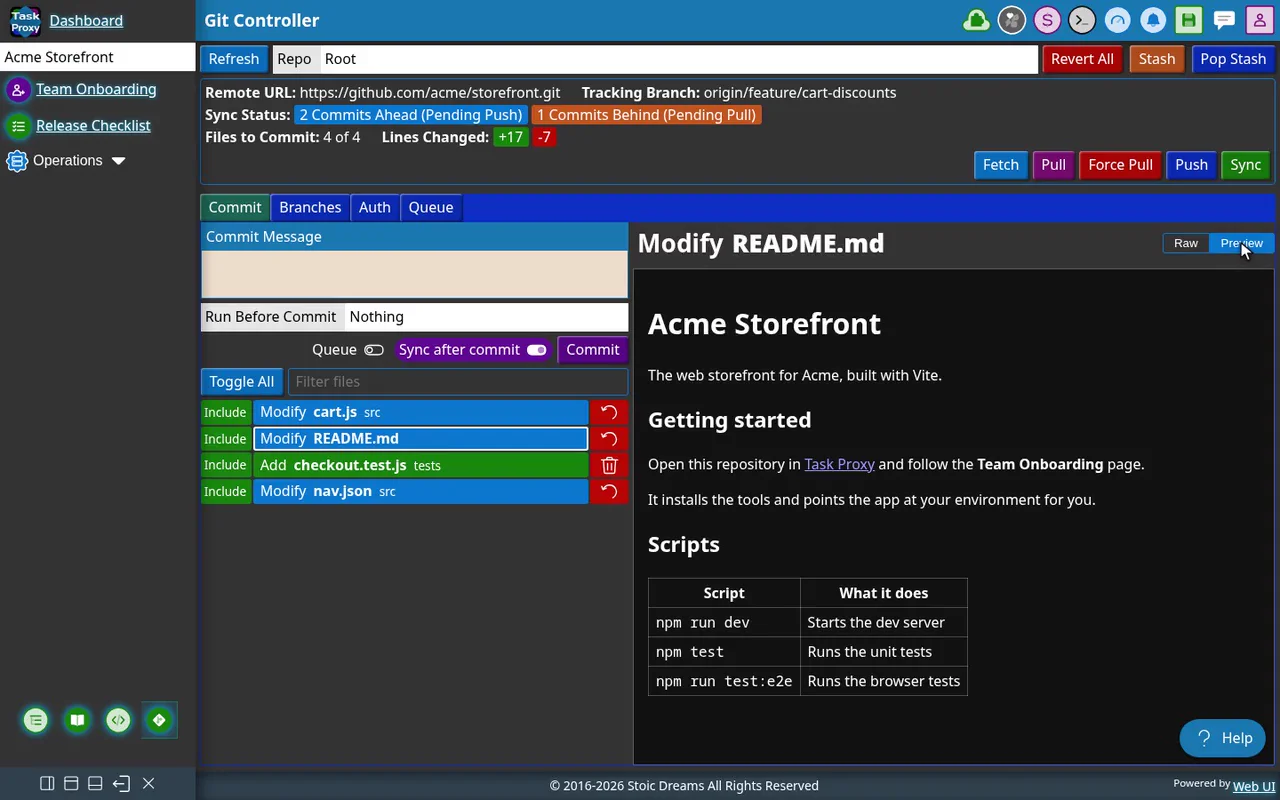 Task Proxy
Dashboard
Git Controller
S
Acme Storefront
Refresh Repo Root Revert All Stash Pop Stash
Team Onboarding
Release Checklist
Operations
Remote URL: https://github.com/acme/storefront.git Tracking Branch: origin/feature/cart-discounts
Sync Status: 2 Commits Ahead (Pending Push) 1 Commits Behind (Pending Pull)
Files to Commit: 4 of 4 Lines Changed: +17 -7
Fetch Pull Force Pull Push Sync
Commit Branches Auth Queue
Commit Message
Run Before Commit Nothing
Queue Sync after commit Commit
Toggle All Filter files
Include Modify cart.js src
Include Modify README.md
Include Add checkout.test.js tests
Include Modify nav.json src
Modify README.md Raw Preview
Acme Storefront
The web storefront for Acme, built with Vite.
Getting started
Open this repository in Task Proxy and follow the Team Onboarding page.
It installs the tools and points the app at your environment for you.
Scripts
Script What it does
npm run dev Starts the dev server
npm test Runs the unit tests
npm run test:e2e Runs the browser tests
? Help
© 2016-2026 Stoic Dreams All Rights Reserved
Powered by Web UI